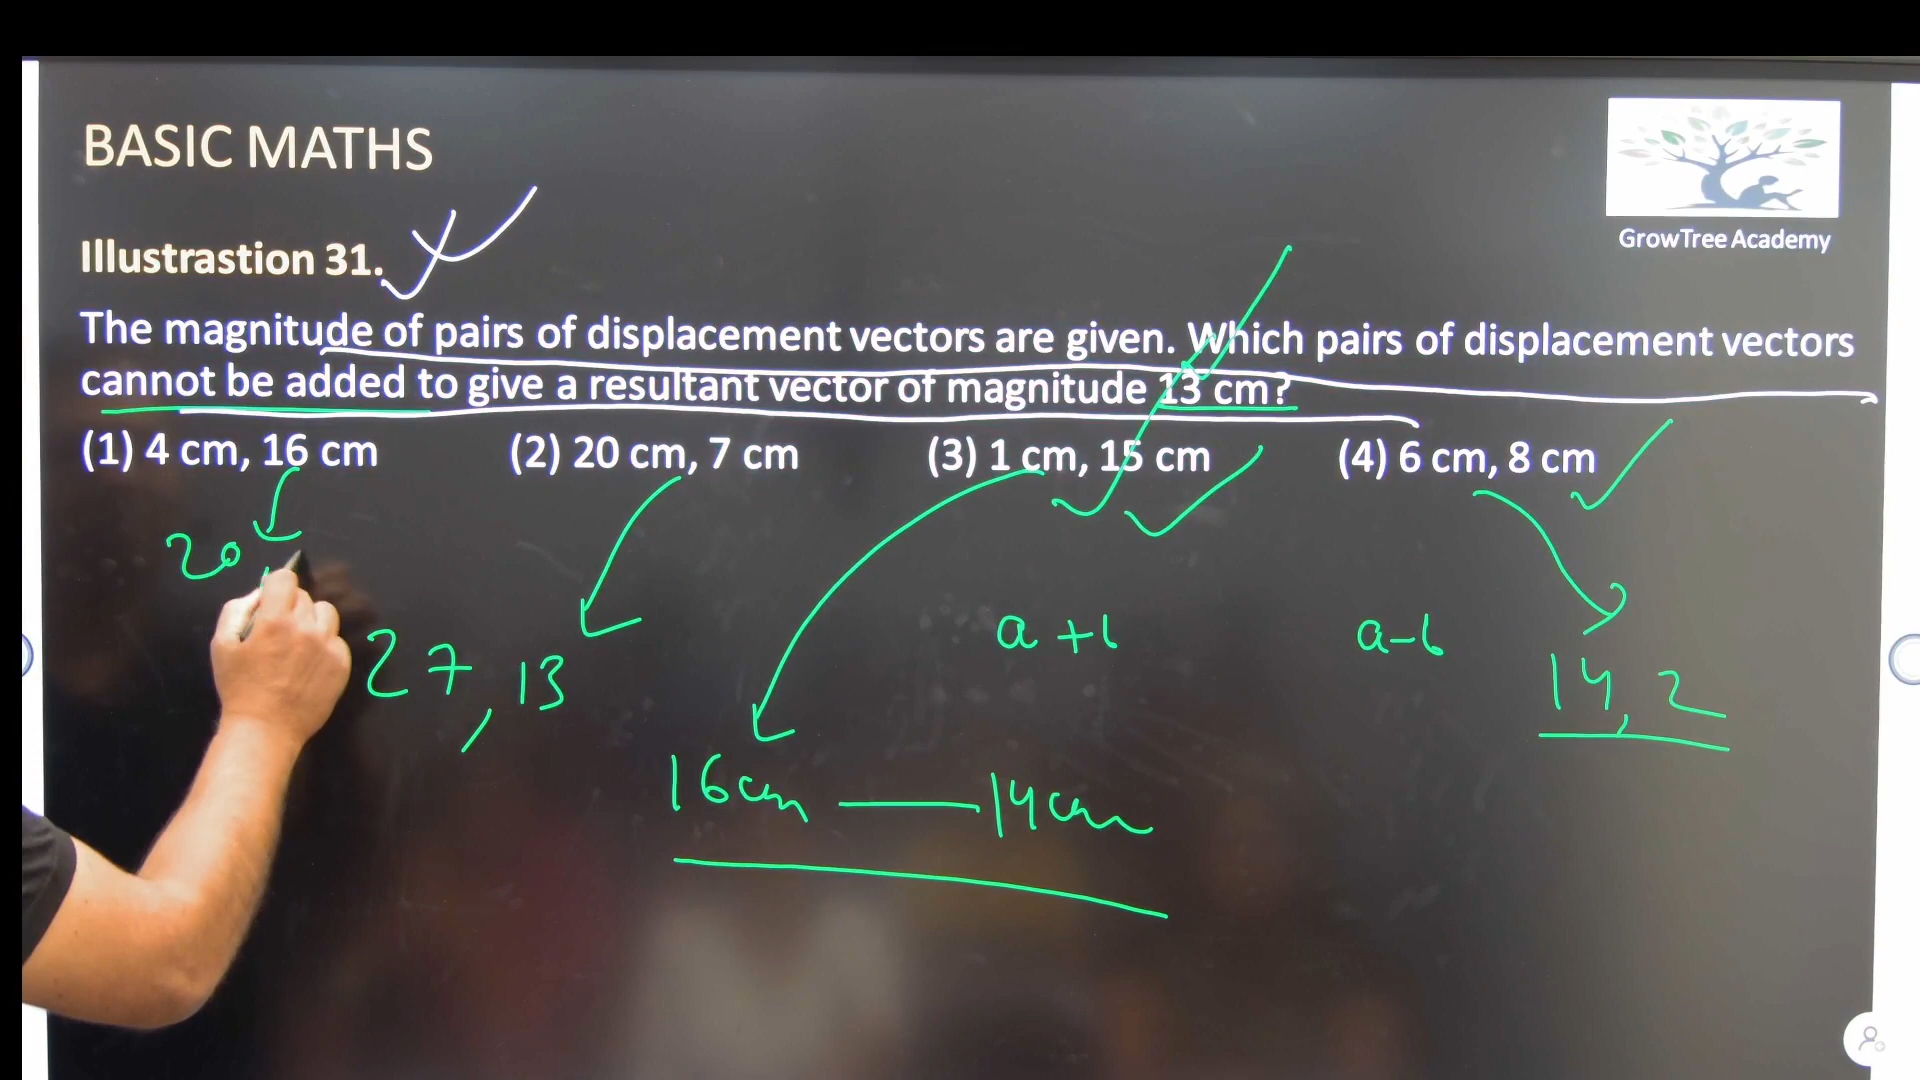 BASIC MATHS
GrowTree Academy
Illustrastion 31.
The magnitude of pairs of displacement vectors are given. Which pairs of displacement vectors
cannot be added to give a resultant vector of magnitude 13 cm?
(1) 4 cm, 16 cm (2) 20 cm, 7 cm (3) 1 cm, 15 cm (4) 6 cm, 8 cm
20
a + b a - b
27, 13 14, 2
16cm — 14cm